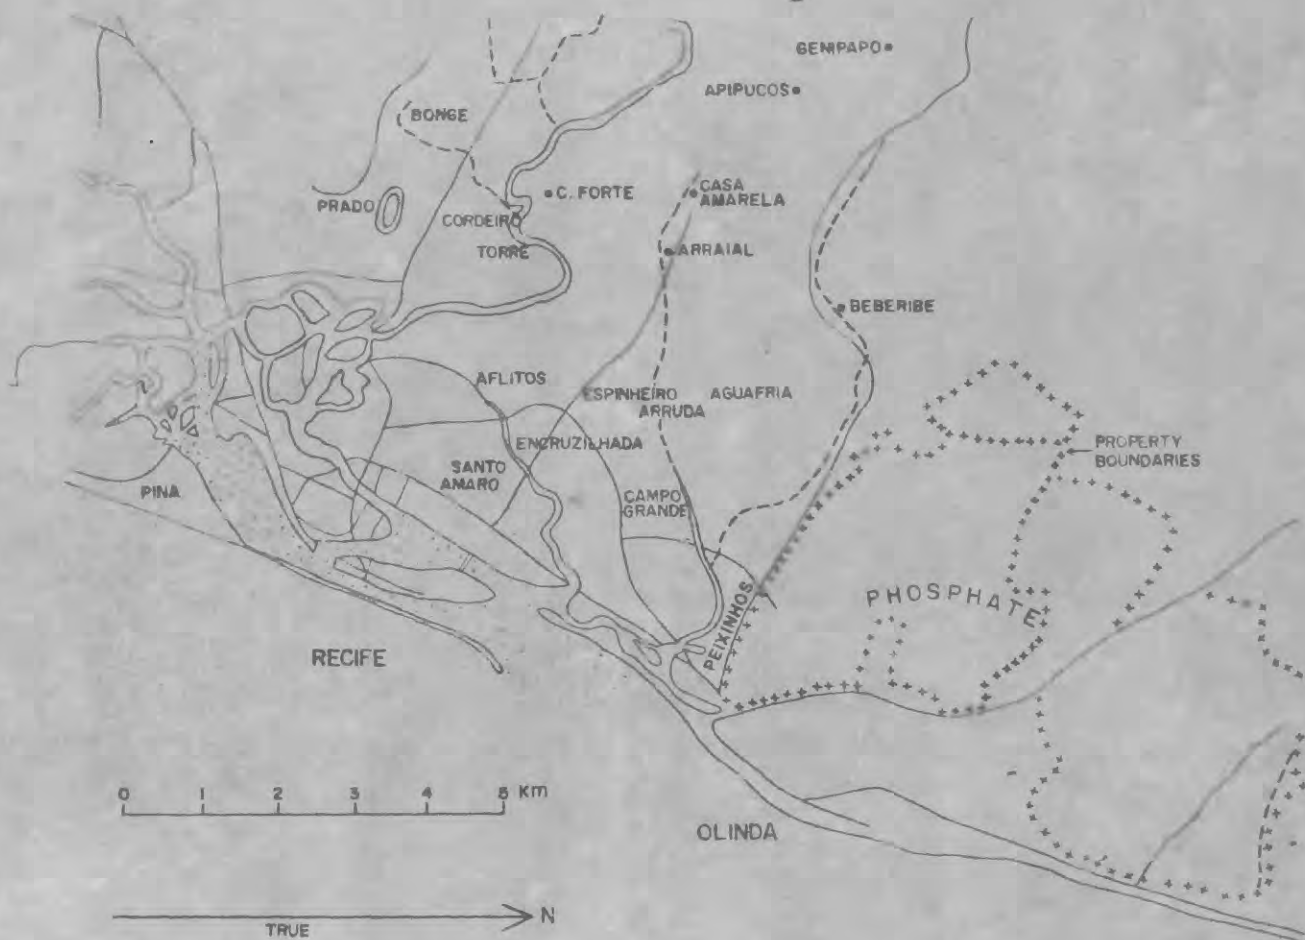 GENIPAPO
APIPUCOS
BONGE
C. FORTE
CASA
AMARELA
PRADO
CORDEIRO
TORRE
ARRAIAL
BEBERIBE
AFLITOS
ESPINHEIRO
AGUAFRIA
ARRUDA
ENCRUZILHADA
PROPERTY
BOUNDARIES
SANTO
AMARO
PINA
CAMPO
GRANDE
PHOSPHATE
PEIXINHOS
RECIFE
0 1 2 3 4 5 Km
OLINDA
N
TRUE